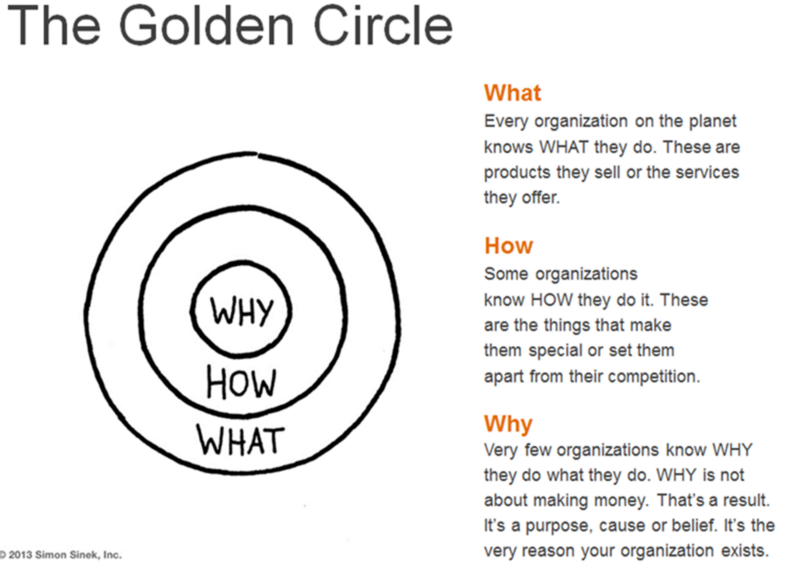 The Golden Circle
What
Every organization on the planet
knows WHAT they do. These are
products they sell or the services
they offer.
How
Some organizations
know HOW they do it. These
are the things that make
them special or set them
apart from their competition.
Why
Very few organizations know WHY
they do what they do. WHY is not
about making money. That's a result.
It's a purpose, cause or belief. It's the
very reason your organization exists.
WHY
HOW
WHAT
© 2013 Simon Sinek, Inc.